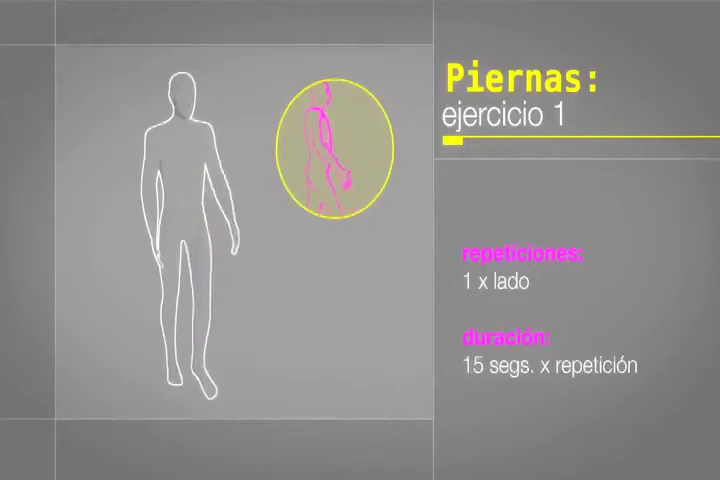 Piernas:
ejercicio 1
repeticiones:
1 x lado
duración:
15 segs. x repetición